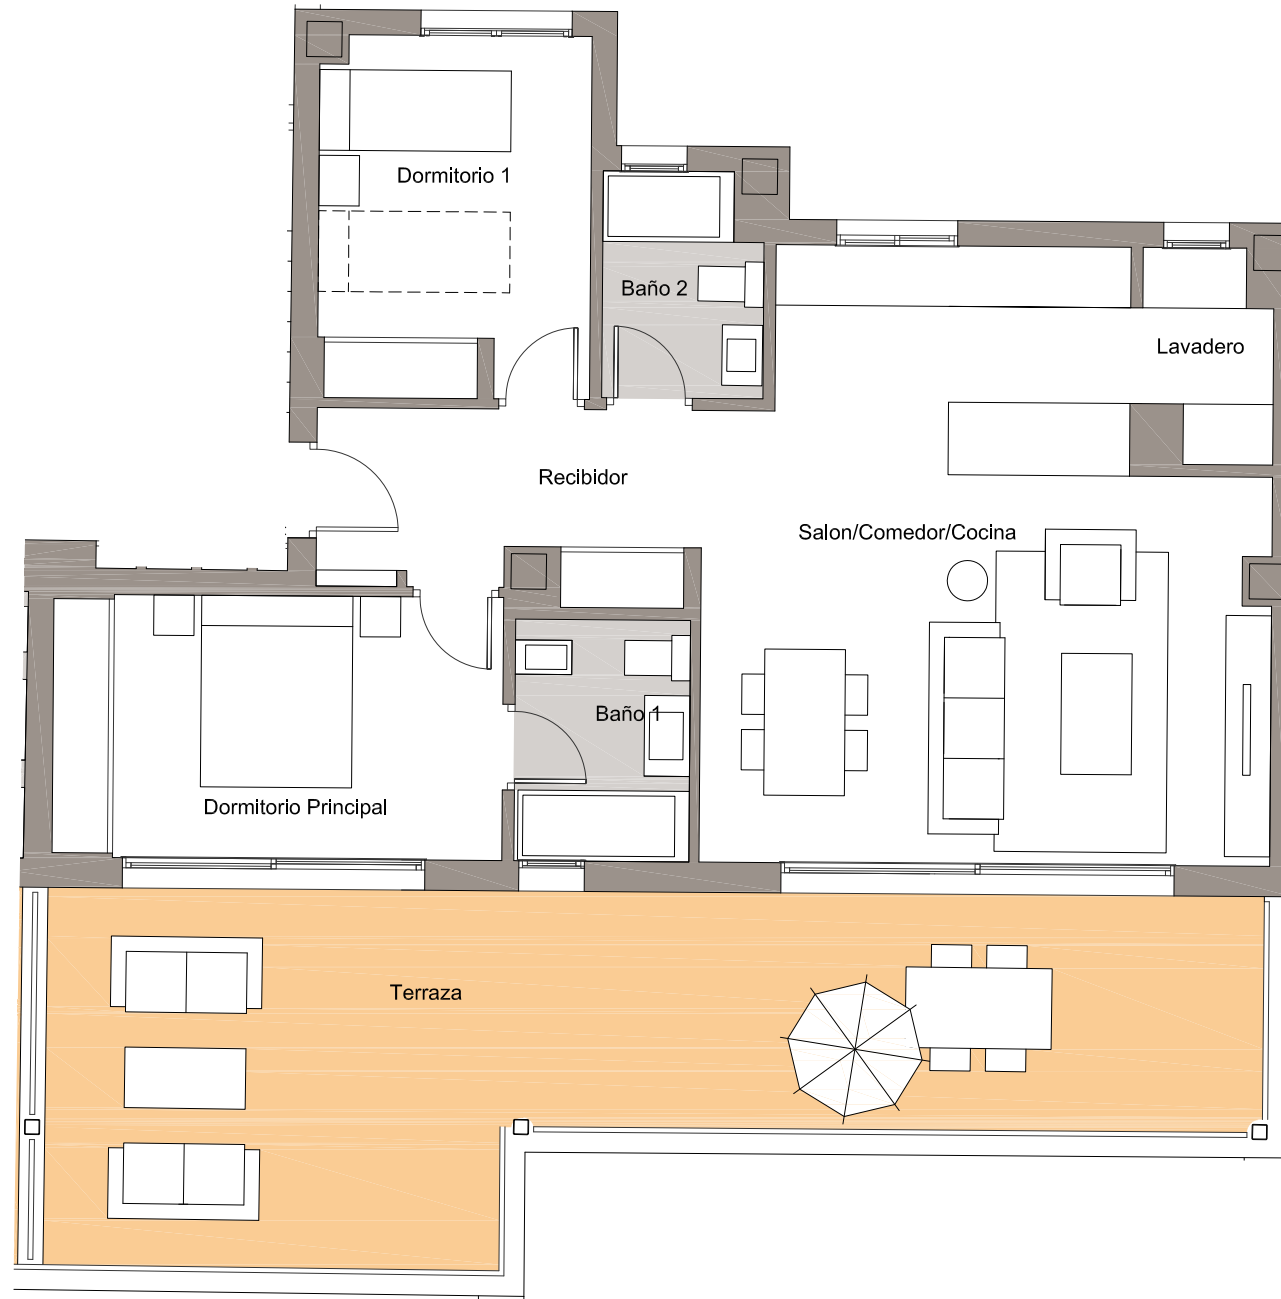 Dormitorio 1
Baño 2
Lavadero
Recibidor
Salon/Comedor/Cocina
Baño 1
Dormitorio Principal
Terraza